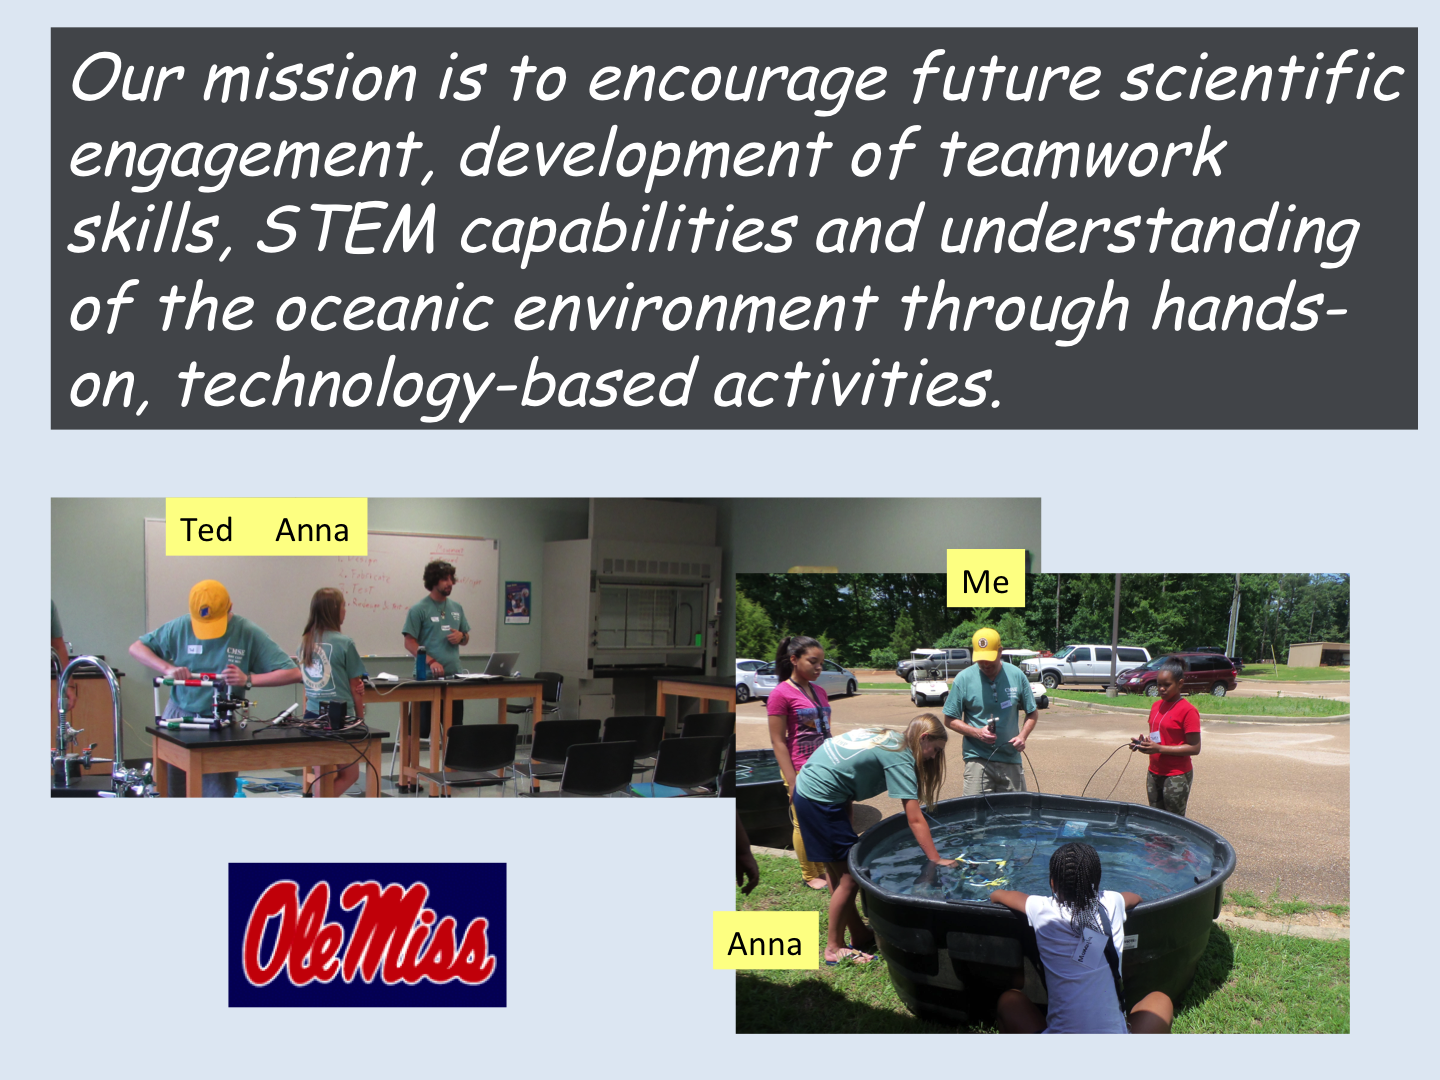 Our mission is to encourage future scientific
engagement, development of teamwork
skills, STEM capabilities and understanding
of the oceanic environment through hands-
on, technology-based activities.
Ted Anna
Me
Anna
Ole Miss